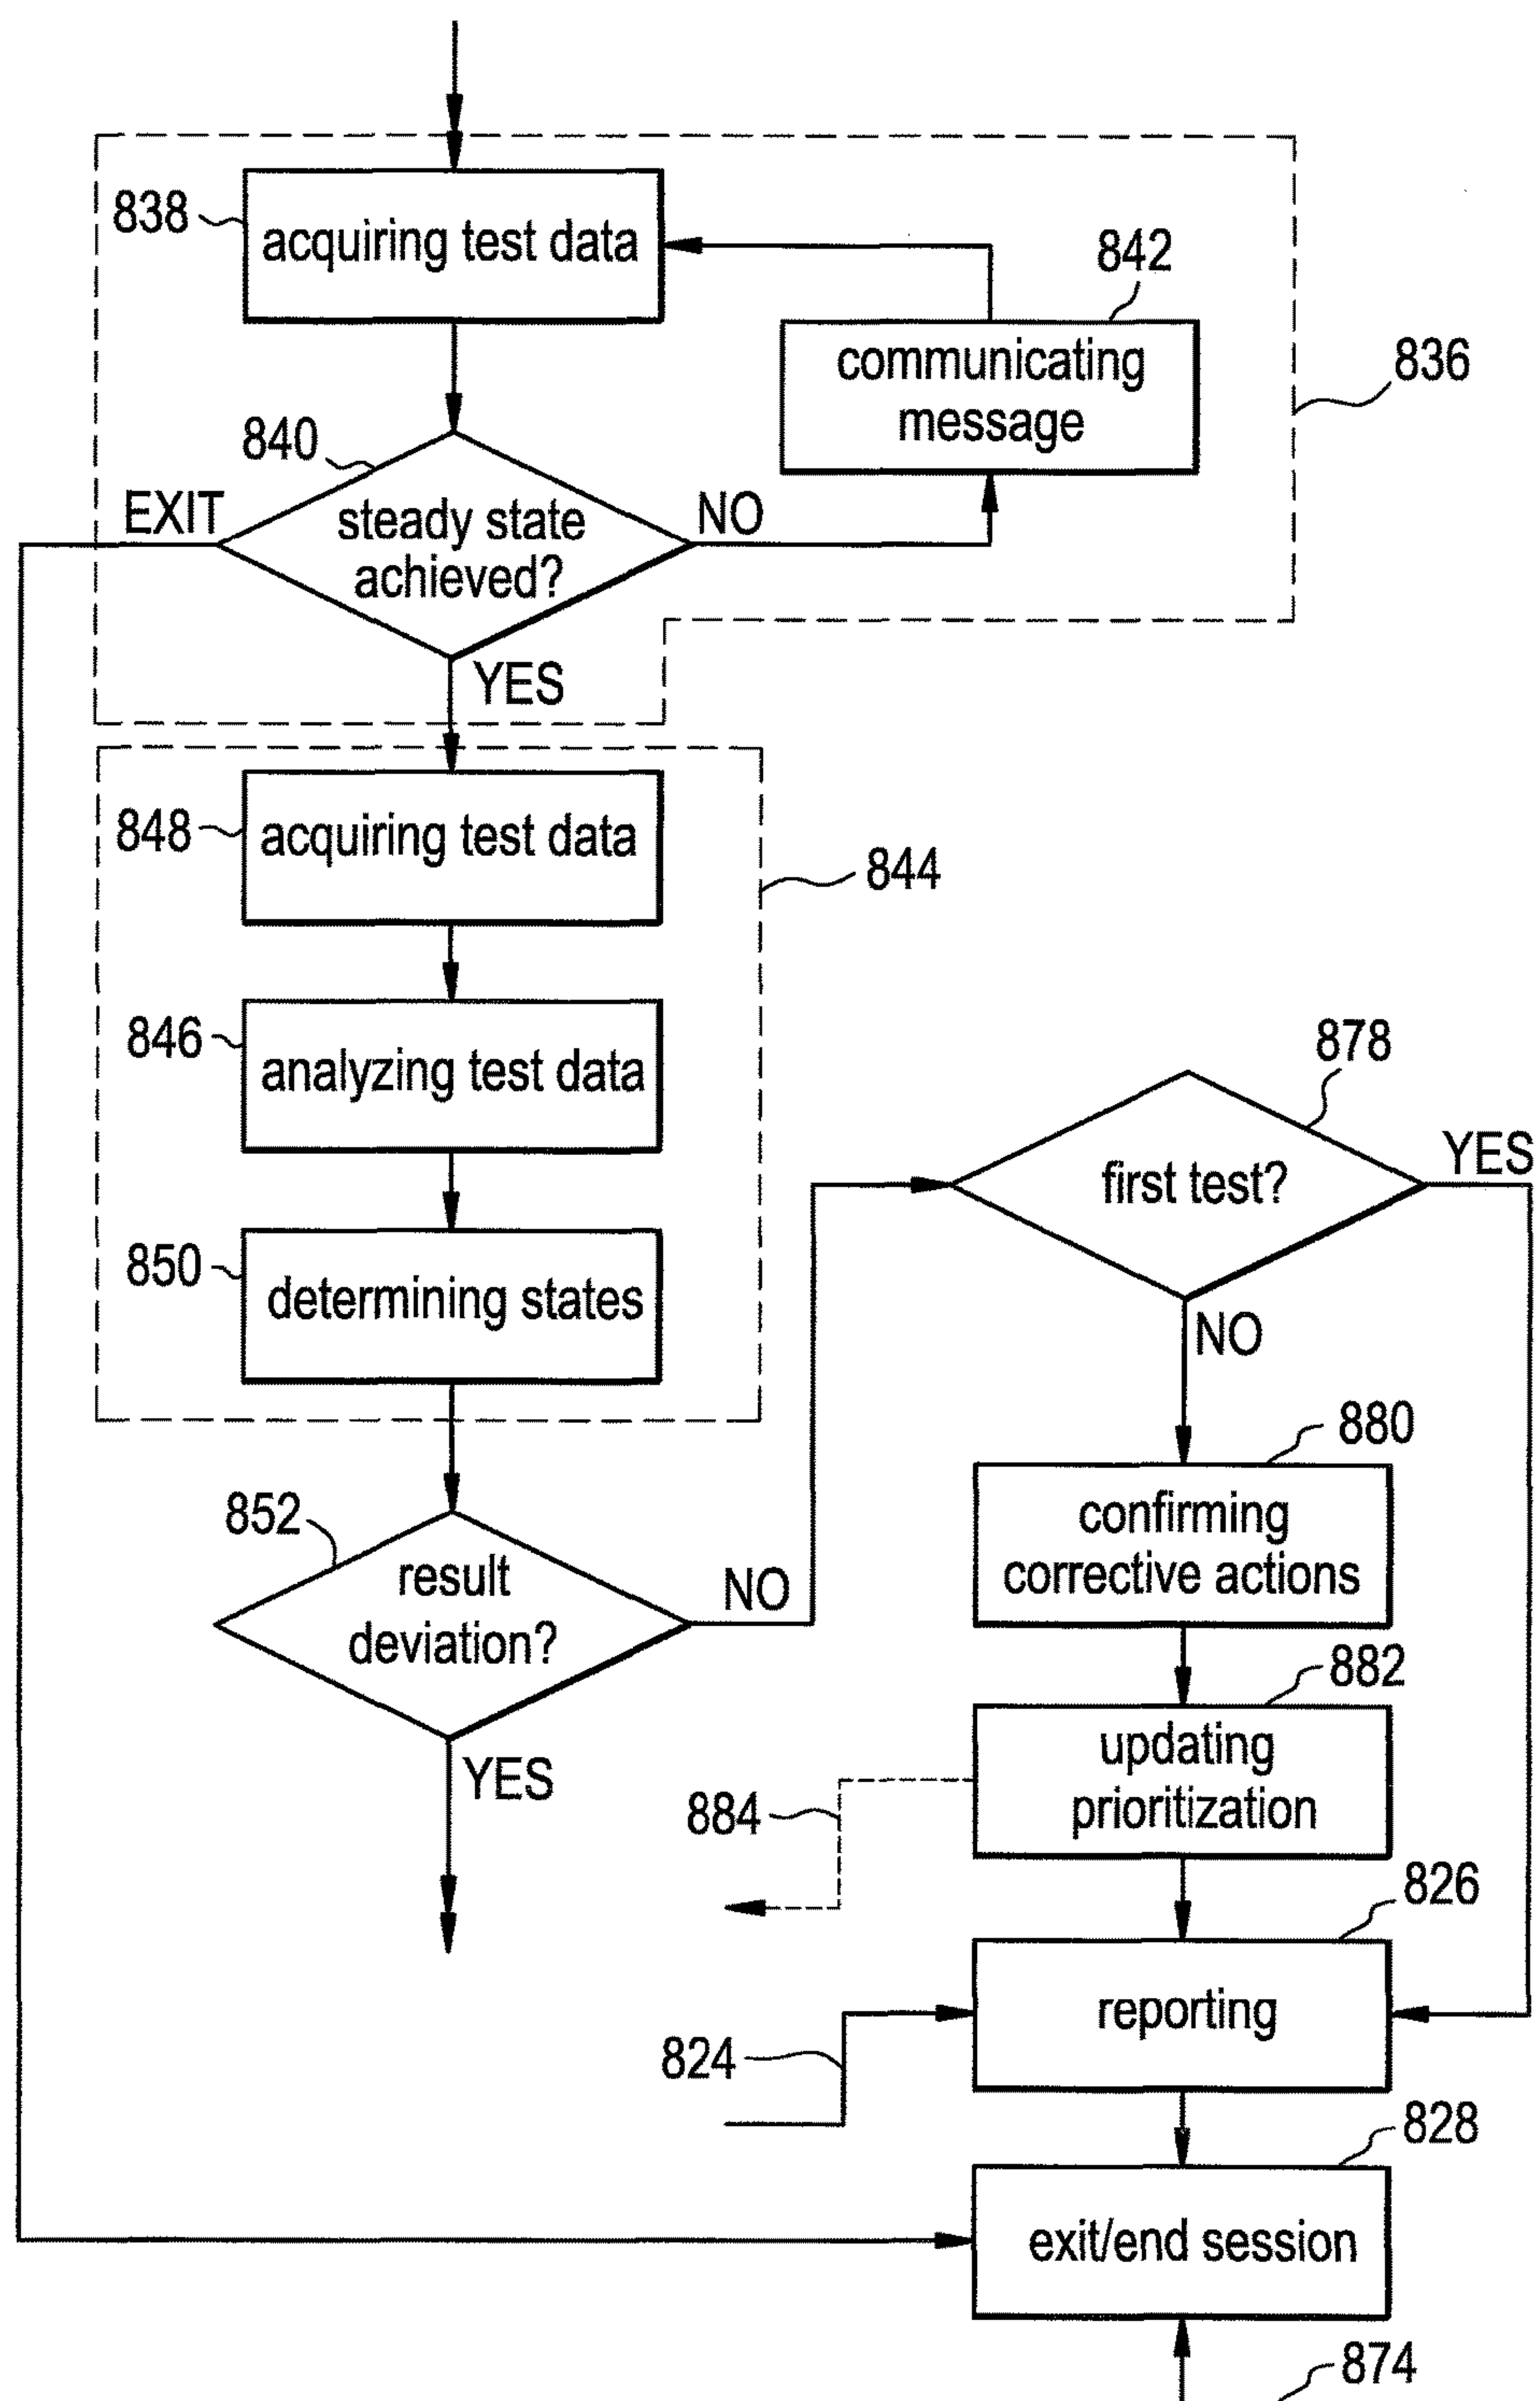 838
acquiring test data
842
communicating
message
836
840
EXIT
steady state
achieved?
NO
YES
848
acquiring test data
844
846
analyzing test data
878
first test?
YES
850
determining states
NO
880
confirming
corrective actions
852
result
deviation?
NO
YES
882
updating
prioritization
884
826
reporting
824
828
exit/end session
874